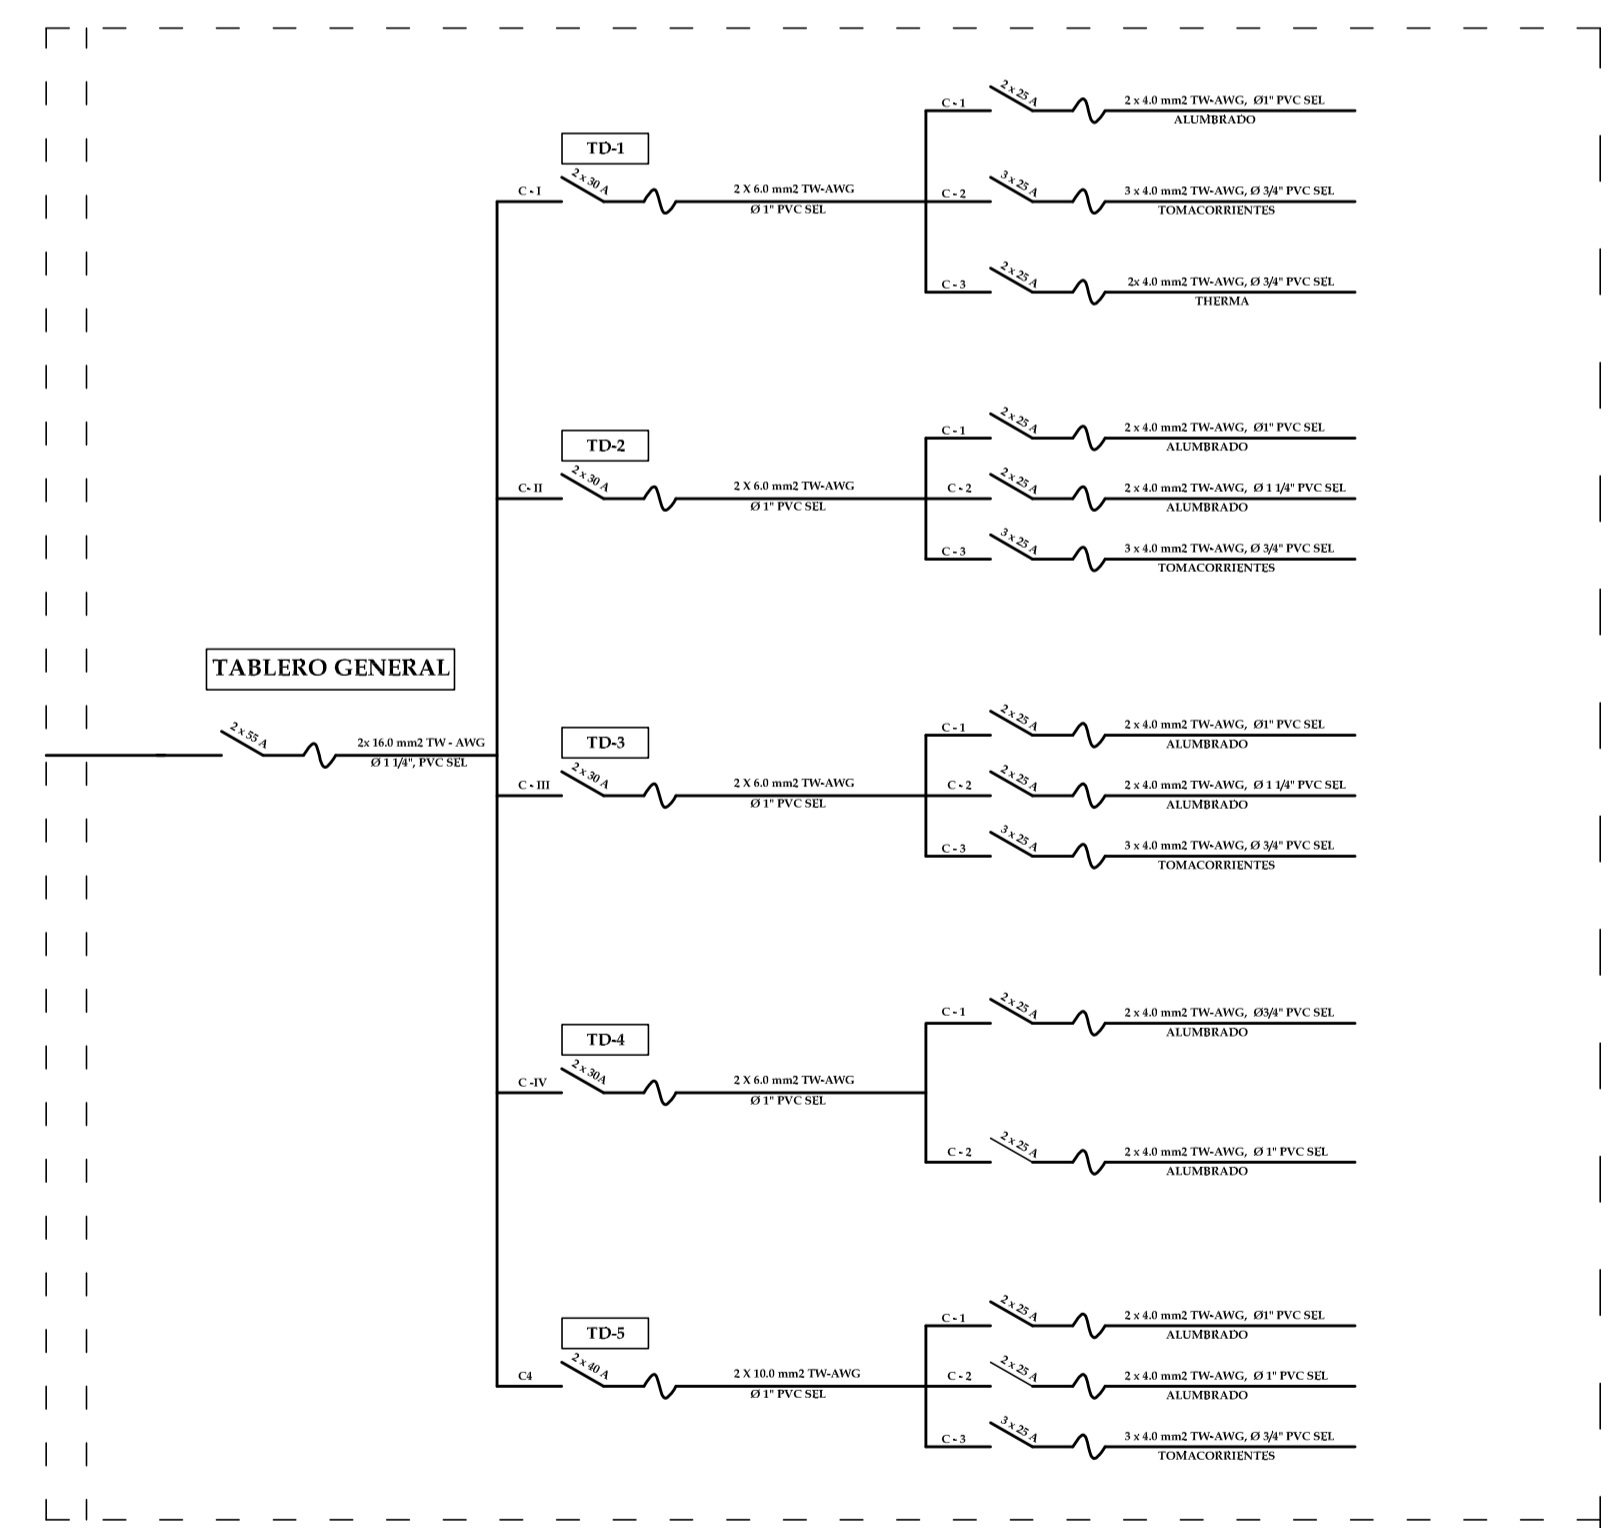 TABLERO GENERAL
2 x 55 A
2x 16.0 mm2 TW - AWG
Ø 1 1/4", PVC SEL
TD-1
C - I
2 x 30 A
2 X 6.0 mm2 TW-AWG
Ø 1" PVC SEL
C - 1
2 x 25 A
2 x 4.0 mm2 TW-AWG, Ø1" PVC SEL
ALUMBRADO
C - 2
3 x 25 A
3 x 4.0 mm2 TW-AWG, Ø 3/4" PVC SEL
TOMACORRIENTES
C - 3
2 x 25 A
2x 4.0 mm2 TW-AWG, Ø 3/4" PVC SEL
THERMA
TD-2
C- II
2 x 30 A
2 X 6.0 mm2 TW-AWG
Ø 1" PVC SEL
C - 1
2 x 25 A
2 x 4.0 mm2 TW-AWG, Ø1" PVC SEL
ALUMBRADO
C - 2
2 x 25 A
2 x 4.0 mm2 TW-AWG, Ø 1 1/4" PVC SEL
ALUMBRADO
C - 3
3 x 25 A
3 x 4.0 mm2 TW-AWG, Ø 3/4" PVC SEL
TOMACORRIENTES
TD-3
C - III
2 x 30 A
2 X 6.0 mm2 TW-AWG
Ø 1" PVC SEL
C - 1
2 x 25 A
2 x 4.0 mm2 TW-AWG, Ø1" PVC SEL
ALUMBRADO
C - 2
2 x 25 A
2 x 4.0 mm2 TW-AWG, Ø 1 1/4" PVC SEL
ALUMBRADO
C - 3
3 x 25 A
3 x 4.0 mm2 TW-AWG, Ø 3/4" PVC SEL
TOMACORRIENTES
TD-4
C -IV
2 x 30A
2 X 6.0 mm2 TW-AWG
Ø 1" PVC SEL
C - 1
2 x 25 A
2 x 4.0 mm2 TW-AWG, Ø3/4" PVC SEL
ALUMBRADO
C - 2
2 x 25 A
2 x 4.0 mm2 TW-AWG, Ø 1" PVC SEL
ALUMBRADO
TD-5
C4
2 x 40 A
2 X 10.0 mm2 TW-AWG
Ø 1" PVC SEL
C - 1
2 x 25 A
2 x 4.0 mm2 TW-AWG, Ø1" PVC SEL
ALUMBRADO
C - 2
2 x 25 A
2 x 4.0 mm2 TW-AWG, Ø 1" PVC SEL
ALUMBRADO
C - 3
3 x 25 A
3 x 4.0 mm2 TW-AWG, Ø 3/4" PVC SEL
TOMACORRIENTES